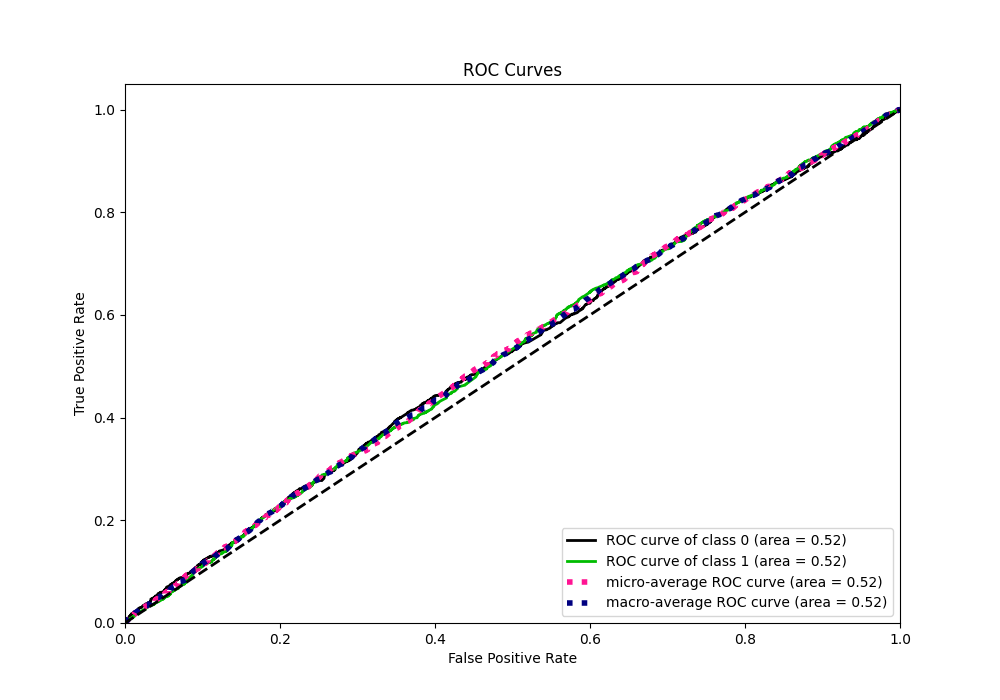 ROC Curves
True Positive Rate
1.0
0.8
0.6
0.4
0.2
0.0
0.0 0.2 0.4 0.6 0.8 1.0
False Positive Rate
ROC curve of class 0 (area = 0.52)
ROC curve of class 1 (area = 0.52)
micro-average ROC curve (area = 0.52)
macro-average ROC curve (area = 0.52)